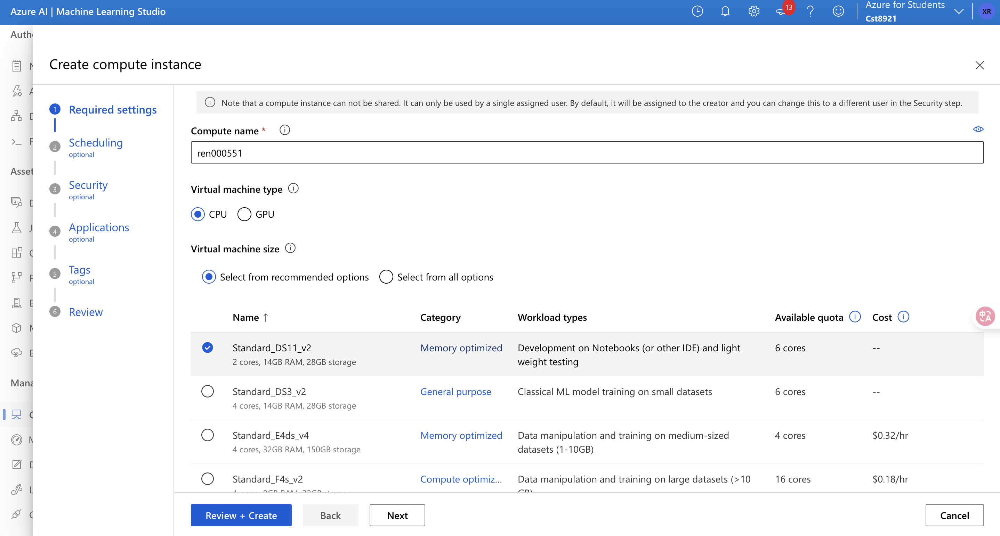 Azure AI | Machine Learning Studio
13
Azure for Students
Cst8921
XR
Create compute instance
1
Required settings
2
Scheduling
optional
3
Security
optional
4
Applications
optional
5
Tags
optional
6
Review
Note that a compute instance can not be shared. It can only be used by a single assigned user. By default, it will be assigned to the creator and you can change this to a different user in the Security step.
Compute name *
ren000551
Virtual machine type
CPU GPU
Virtual machine size
Select from recommended options Select from all options
Name ↑ Category Workload types Available quota Cost
Standard_DS11_v2 Memory optimized Development on Notebooks (or other IDE) and light 6 cores --
2 cores, 14GB RAM, 28GB storage weight testing
Standard_DS3_v2 General purpose Classical ML model training on small datasets 6 cores --
4 cores, 14GB RAM, 28GB storage
Standard_E4ds_v4 Memory optimized Data manipulation and training on medium-sized 4 cores $0.32/hr
4 cores, 32GB RAM, 150GB storage datasets (1-10GB)
Standard_F4s_v2 Compute optimiz... Data manipulation and training on large datasets (>10 16 cores $0.18/hr
Review + Create Back Next Cancel